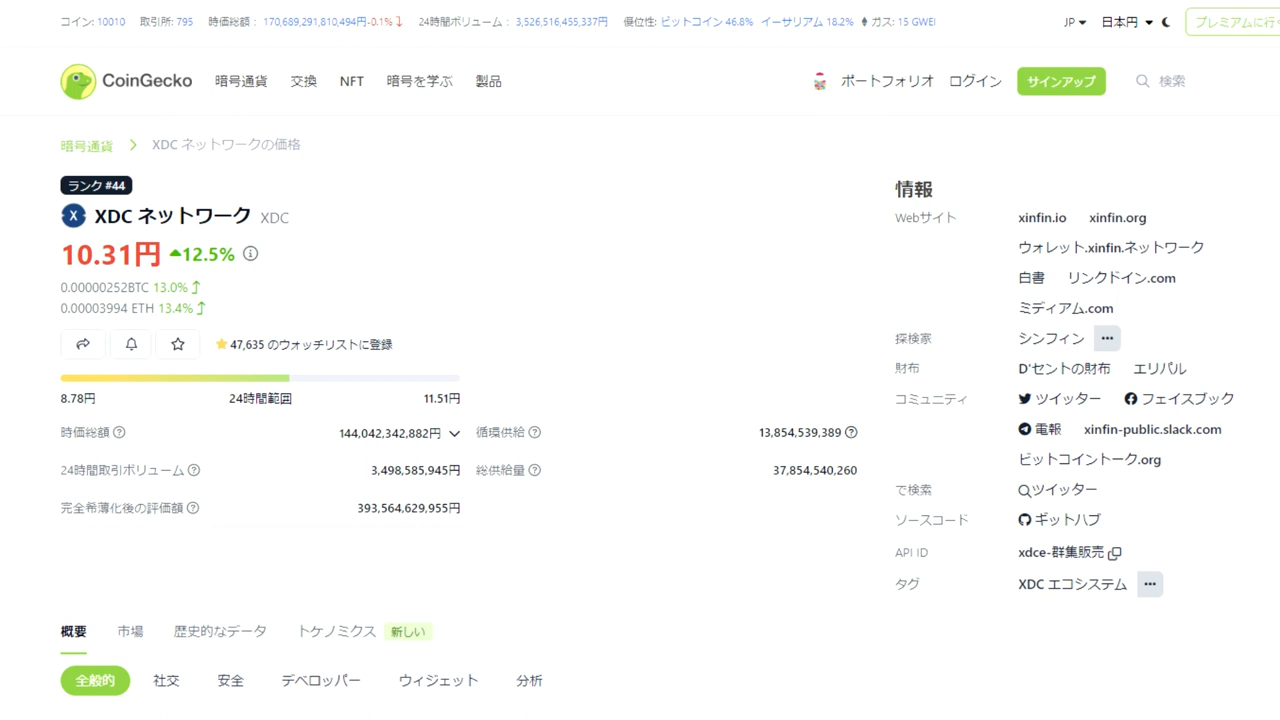 コイン: 10010 取引所: 795 時価総額： 170,689,291,810,494円-0.1% 24時間ボリューム： 3,526,516,455,337円 優位性: ビットコイン 46.8% イーサリアム 18.2% ガス: 15 GWEI JP 日本円 プレミアムに行く
CoinGecko 暗号通貨 交換 NFT 暗号を学ぶ 製品 ポートフォリオ ログイン サインアップ 検索
暗号通貨 XDC ネットワークの価格
ランク #44
X XDC ネットワーク XDC
10.31円 12.5%
0.00000252BTC 13.0%
0.00003994 ETH 13.4%
47,635 のウォッチリストに登録
8.78円 24時間範囲 11.51円
時価総額 144,042,342,882円 循環供給 13,854,539,389
24時間取引ボリューム 3,498,585,945円 総供給量 37,854,540,260
完全希薄化後の評価額 393,564,629,955円
情報
Webサイト xinfin.io xinfin.org
ウォレット.xinfin.ネットワーク
白書 リンクドイン.com
ミディアム.com
探検家 シンフィン
財布 D'セントの財布 エリパル
コミュニティ ツイッター フェイスブック
電報 xinfin-public.slack.com
ビットコイントーク.org
で検索 ツイッター
ソースコード ギットハブ
API ID xdce-群集販売
タグ XDC エコシステム
概要 市場 歴史的なデータ トケノミクス 新しい
全般的 社交 安全 デベロッパー ウィジェット 分析